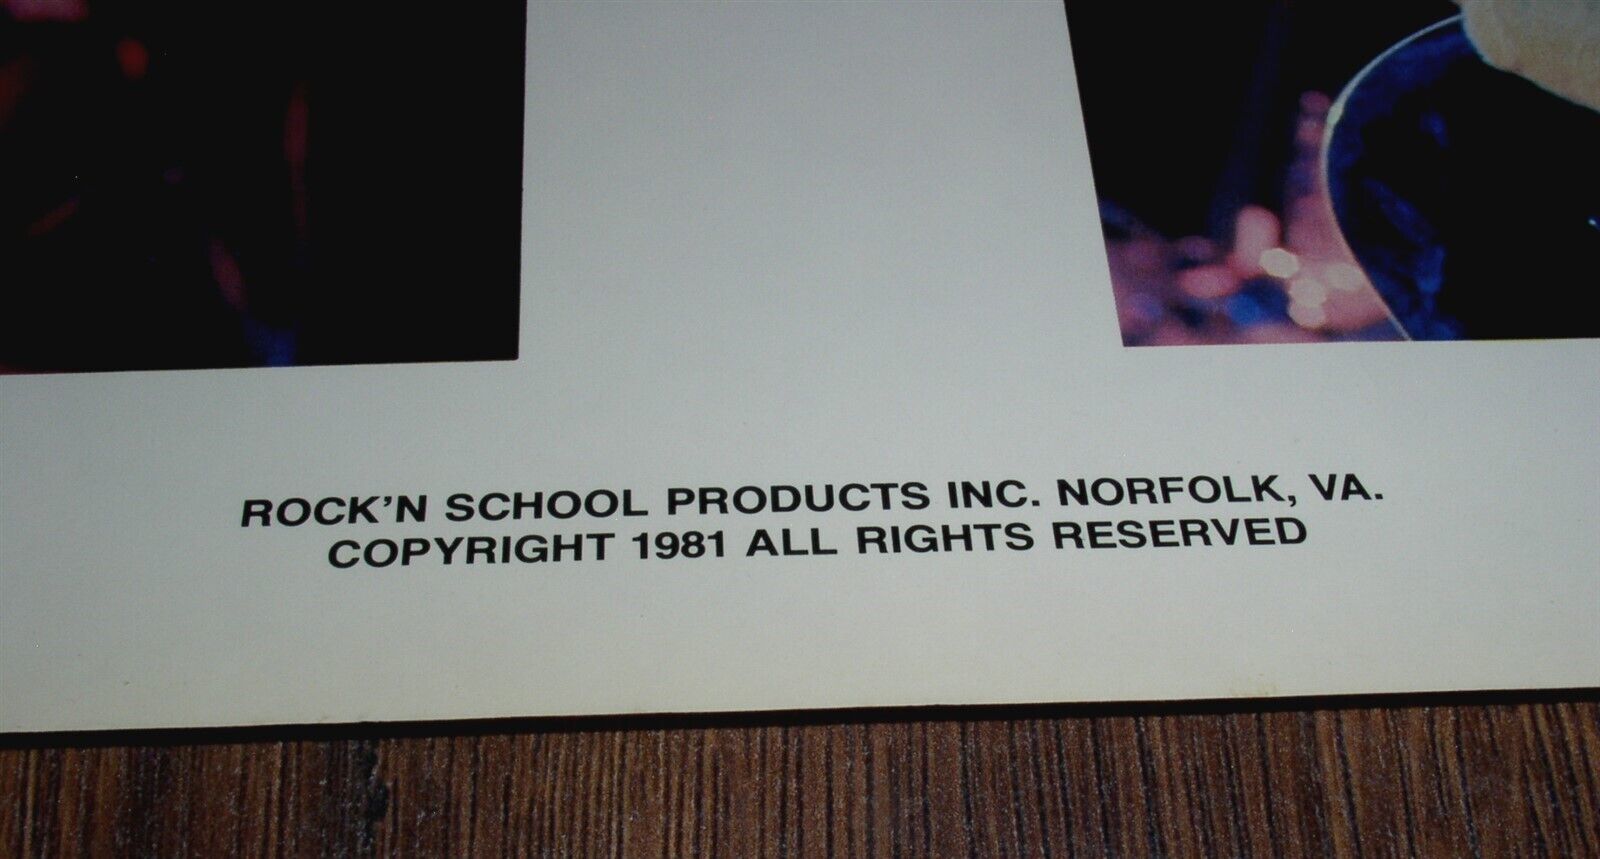 ROCK'N SCHOOL PRODUCTS INC. NORFOLK, VA.
COPYRIGHT 1981 ALL RIGHTS RESERVED